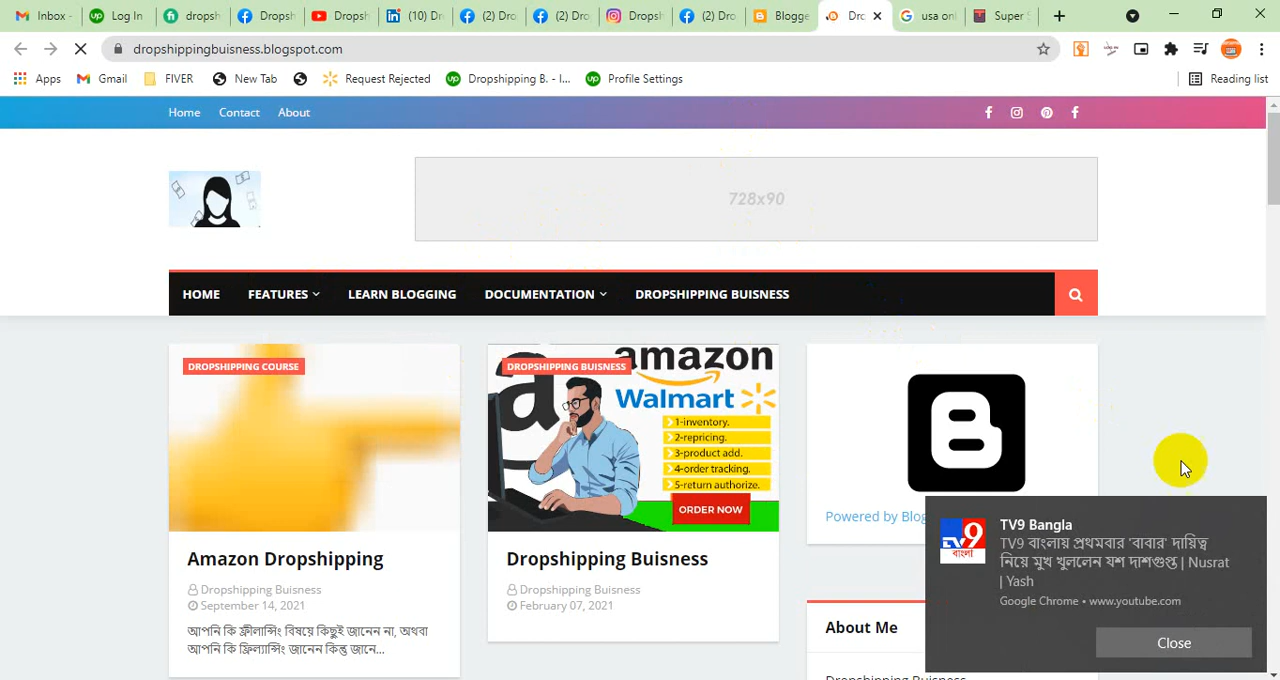 Inbox -
Log In
dropsh
Dropsh
Dropsh
(10) Dr
(2) Dro
(2) Dro
Dropsh
(2) Dro
Blogge
Dro
usa onl
Super S
dropshippingbuisness.blogspot.com
Apps
Gmail
FIVER
New Tab
Request Rejected
Dropshipping B. - I...
Profile Settings
Reading list
Home
Contact
About
728x90
HOME
FEATURES
LEARN BLOGGING
DOCUMENTATION
DROPSHIPPING BUISNESS
DROPSHIPPING COURSE
Amazon Dropshipping
Dropshipping Buisness
September 14, 2021
আপনি কি ফ্রীলান্সিং বিষয়ে কিছুই জানেন না, অথবা
আপনি কি ফ্রিল্যান্সিং জানেন কিন্তু জানে...
DROPSHIPPING BUISNESS
amazon
Walmart
1-inventory.
2-repricing.
3-product add.
4-order tracking.
5-return authorize.
ORDER NOW
Dropshipping Buisness
Dropshipping Buisness
February 07, 2021
Powered by Blog
About Me
Dropshipping Buisness
TV9
বাংলা
TV9 Bangla
TV9 বাংলায় প্রথমবার 'বাবার' দায়িত্ব
নিয়ে মুখ খুললেন যশ দাশগুপ্ত | Nusrat
| Yash
Google Chrome • www.youtube.com
Close